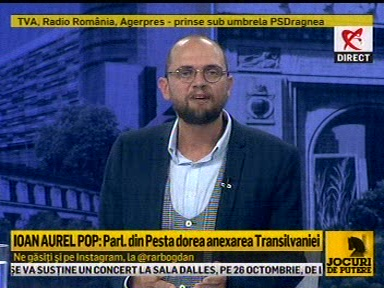 TVA, Radio România, Agerpres - prinse sub umbrela PSDragnea
DIRECT
IOAN AUREL POP: Parl. din Pesta dorea anexarea Transilvaniei
Ne găsiți și pe Instagram, la @rarbogdan
JOCURI
DE PUTERE
SE VA SUSȚINE UN CONCERT LA SALA DALLES, PE 26 OCTOMBRIE, DE